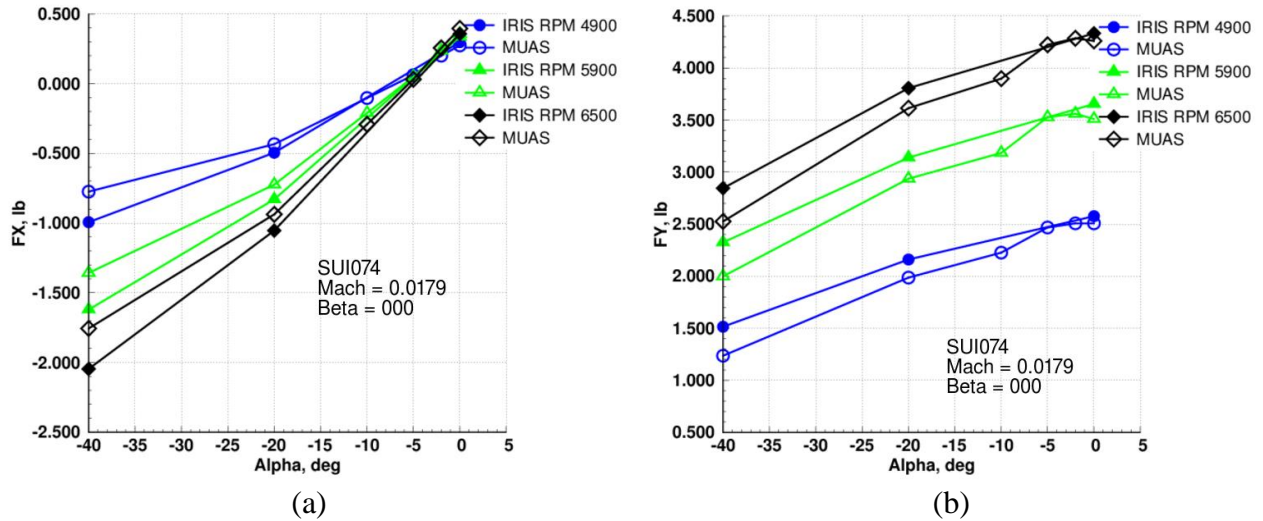 0.500
0.000
-0.500
-1.000
-1.500
-2.000
-2.500
FX, lb
-40 -35 -30 -25 -20 -15 -10 -5 0 5
Alpha, deg
IRIS RPM 4900
MUAS
IRIS RPM 5900
MUAS
IRIS RPM 6500
MUAS
SUI074
Mach = 0.0179
Beta = 000
(a)
4.500
4.000
3.500
3.000
2.500
2.000
1.500
1.000
0.500
FY, lb
-40 -35 -30 -25 -20 -15 -10 -5 0 5
Alpha, deg
IRIS RPM 4900
MUAS
IRIS RPM 5900
MUAS
IRIS RPM 6500
MUAS
SUI074
Mach = 0.0179
Beta = 000
(b)